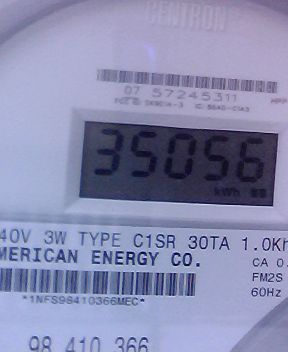 CENTRON
07 57245311
35056
kWh
40V 3W TYPE C1SR 30TA 1.0Kh
MERICAN ENERGY CO.
CA 0.
FM2S
60Hz
*1NFS98410366MEC*
98 410 366